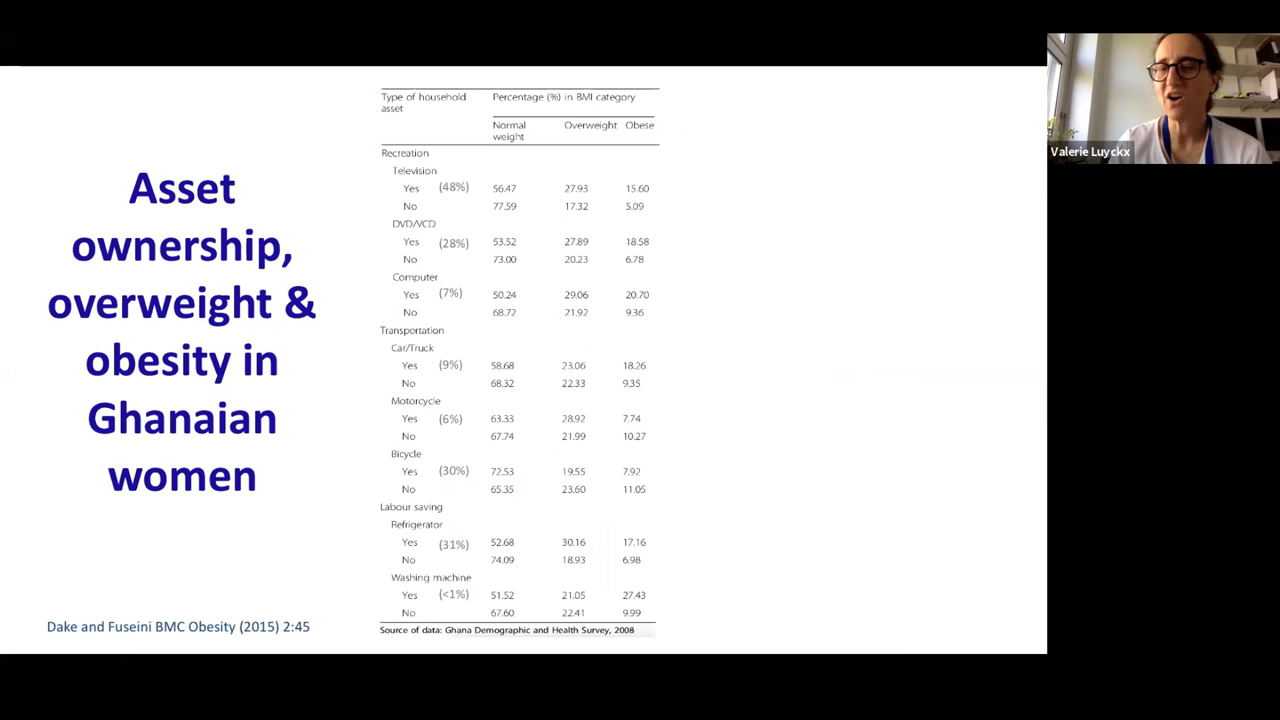 Valerie Luyckx
Asset
ownership,
overweight &
obesity in
Ghanaian
women
Dake and Fuseini BMC Obesity (2015) 2:45
Type of household Percentage (%) in BMI category
asset
Normal Overweight Obese
weight
Recreation
Television
Yes (48%) 56.47 27.93 15.60
No 77.59 17.32 5.09
DVD/VCD
Yes (28%) 53.52 27.89 18.58
No 73.00 20.23 6.78
Computer
Yes (7%) 50.24 29.06 20.70
No 68.72 21.92 9.36
Transportation
Car/Truck
Yes (9%) 58.68 23.06 18.26
No 68.32 22.33 9.35
Motorcycle
Yes (6%) 63.33 28.92 7.74
No 67.74 21.99 10.27
Bicycle
Yes (30%) 72.53 19.55 7.92
No 65.35 23.60 11.05
Labour saving
Refrigerator
Yes (31%) 52.68 30.16 17.16
No 74.09 18.93 6.98
Washing machine
Yes (<1%) 51.52 21.05 27.43
No 67.60 22.41 9.99
Source of data: Ghana Demographic and Health Survey, 2008